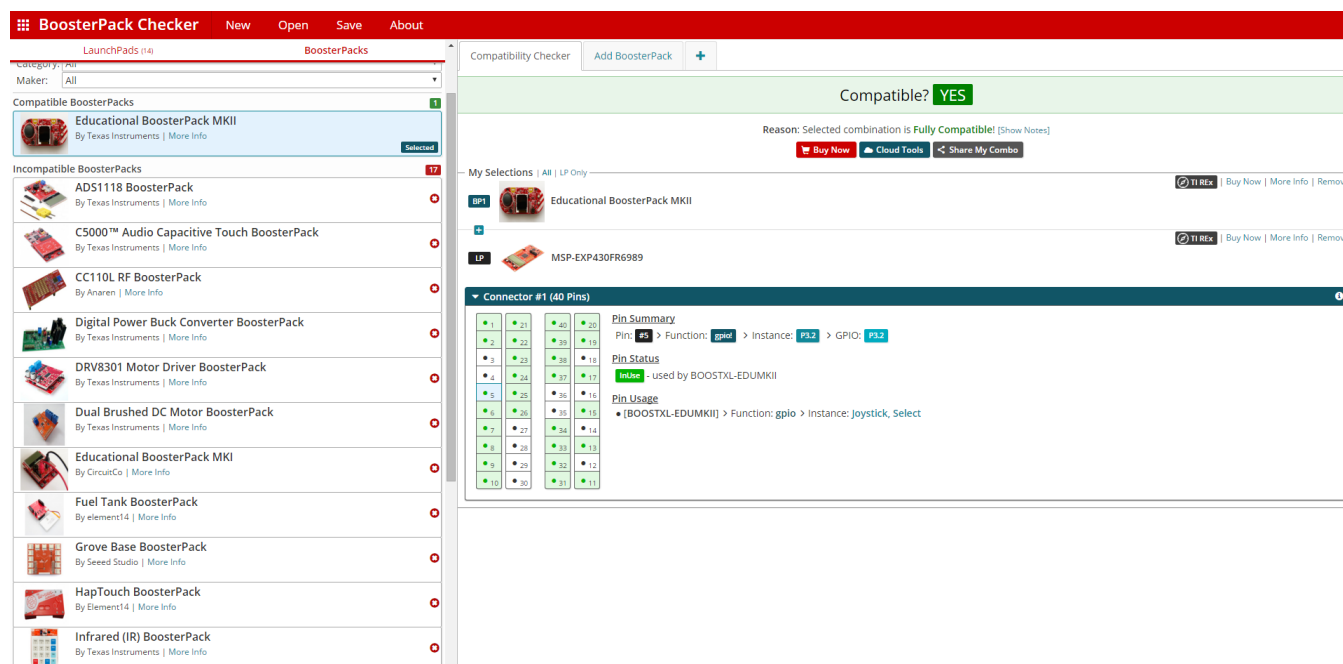 BoosterPack Checker New Open Save About
LaunchPads (14) BoosterPacks
Category: All
Maker: All
Compatible BoosterPacks 1
Educational BoosterPack MKII
By Texas Instruments | More Info
Selected
Incompatible BoosterPacks 17
ADS1118 BoosterPack
By Texas Instruments | More Info
C5000™ Audio Capacitive Touch BoosterPack
By Texas Instruments | More Info
CC110L RF BoosterPack
By Anaren | More Info
Digital Power Buck Converter BoosterPack
By Texas Instruments | More Info
DRV8301 Motor Driver BoosterPack
By Texas Instruments | More Info
Dual Brushed DC Motor BoosterPack
By Texas Instruments | More Info
Educational BoosterPack MKI
By CircuitCo | More Info
Fuel Tank BoosterPack
By element14 | More Info
Grove Base BoosterPack
By Seeed Studio | More Info
HapTouch BoosterPack
By Element14 | More Info
Infrared (IR) BoosterPack
By Texas Instruments | More Info
Compatibility Checker Add BoosterPack +
Compatible? YES
Reason: Selected combination is Fully Compatible! [Show Notes]
Buy Now Cloud Tools Share My Combo
My Selections | All | LP Only
BP1 Educational BoosterPack MKII
TI REx | Buy Now | More Info | Remov
LP MSP-EXP430FR6989
TI REx | Buy Now | More Info | Remov
Connector #1 (40 Pins)
1 21 40 20
2 22 39 19
3 23 38 18
4 24 37 17
5 25 36 16
6 26 35 15
7 27 34 14
8 28 33 13
9 29 32 12
10 30 31 11
Pin Summary
Pin: #5 > Function: gpio! > Instance: P3.2 > GPIO: P3.2
Pin Status
InUse - used by BOOSTXL-EDUMKII
Pin Usage
• [BOOSTXL-EDUMKII] > Function: gpio > Instance: Joystick, Select